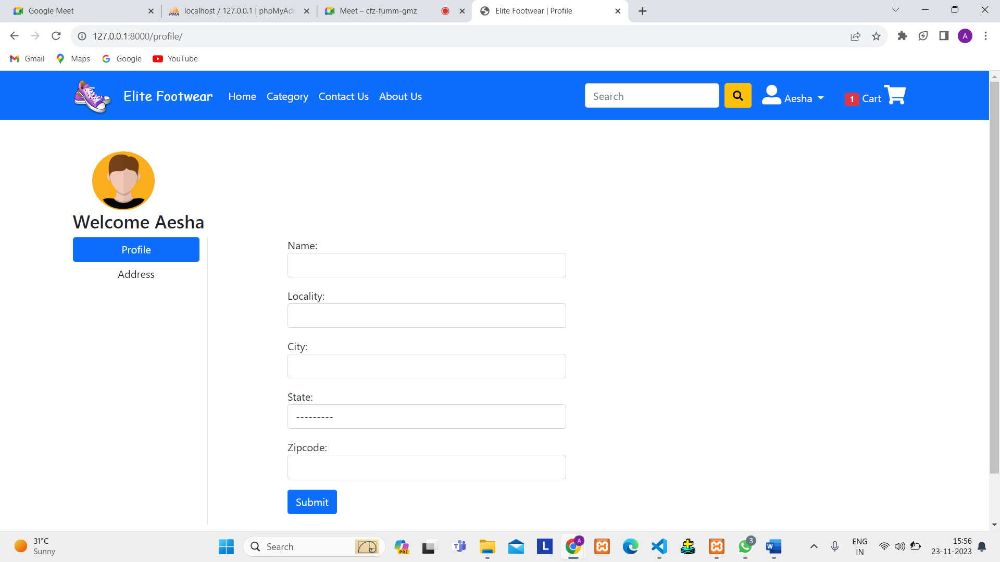 Google Meet
localhost / 127.0.0.1 | phpMyAdr
Meet – cfz-fumm-gmz
Elite Footwear | Profile
127.0.0.1:8000/profile/
A
Gmail
Maps
Google
YouTube
Elite Footwear
Home
Category
Contact Us
About Us
Search
Aesha
1 Cart
Welcome Aesha
Profile
Address
Name:
Locality:
City:
State:
---------
Zipcode:
Submit
31°C
Sunny
Search
PRE
L
A
3
W
ENG
IN
15:56
23-11-2023